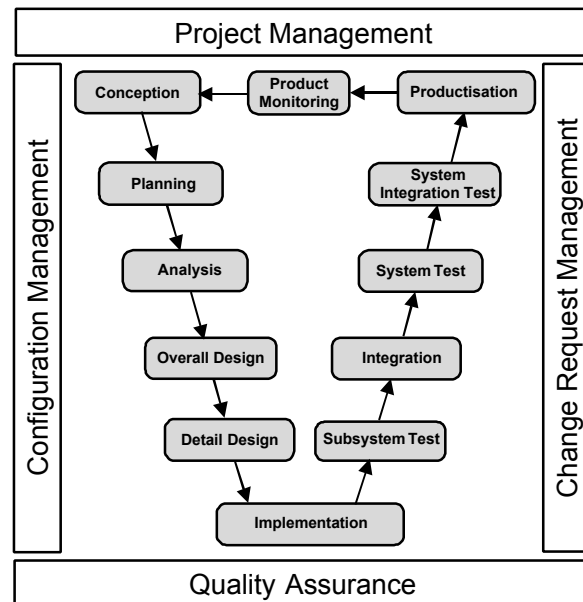 Project Management
Configuration Management
Change Request Management
Conception
Product
Monitoring
Productisation
Planning
System
Integration Test
Analysis
System Test
Overall Design
Integration
Detail Design
Subsystem Test
Implementation
Quality Assurance